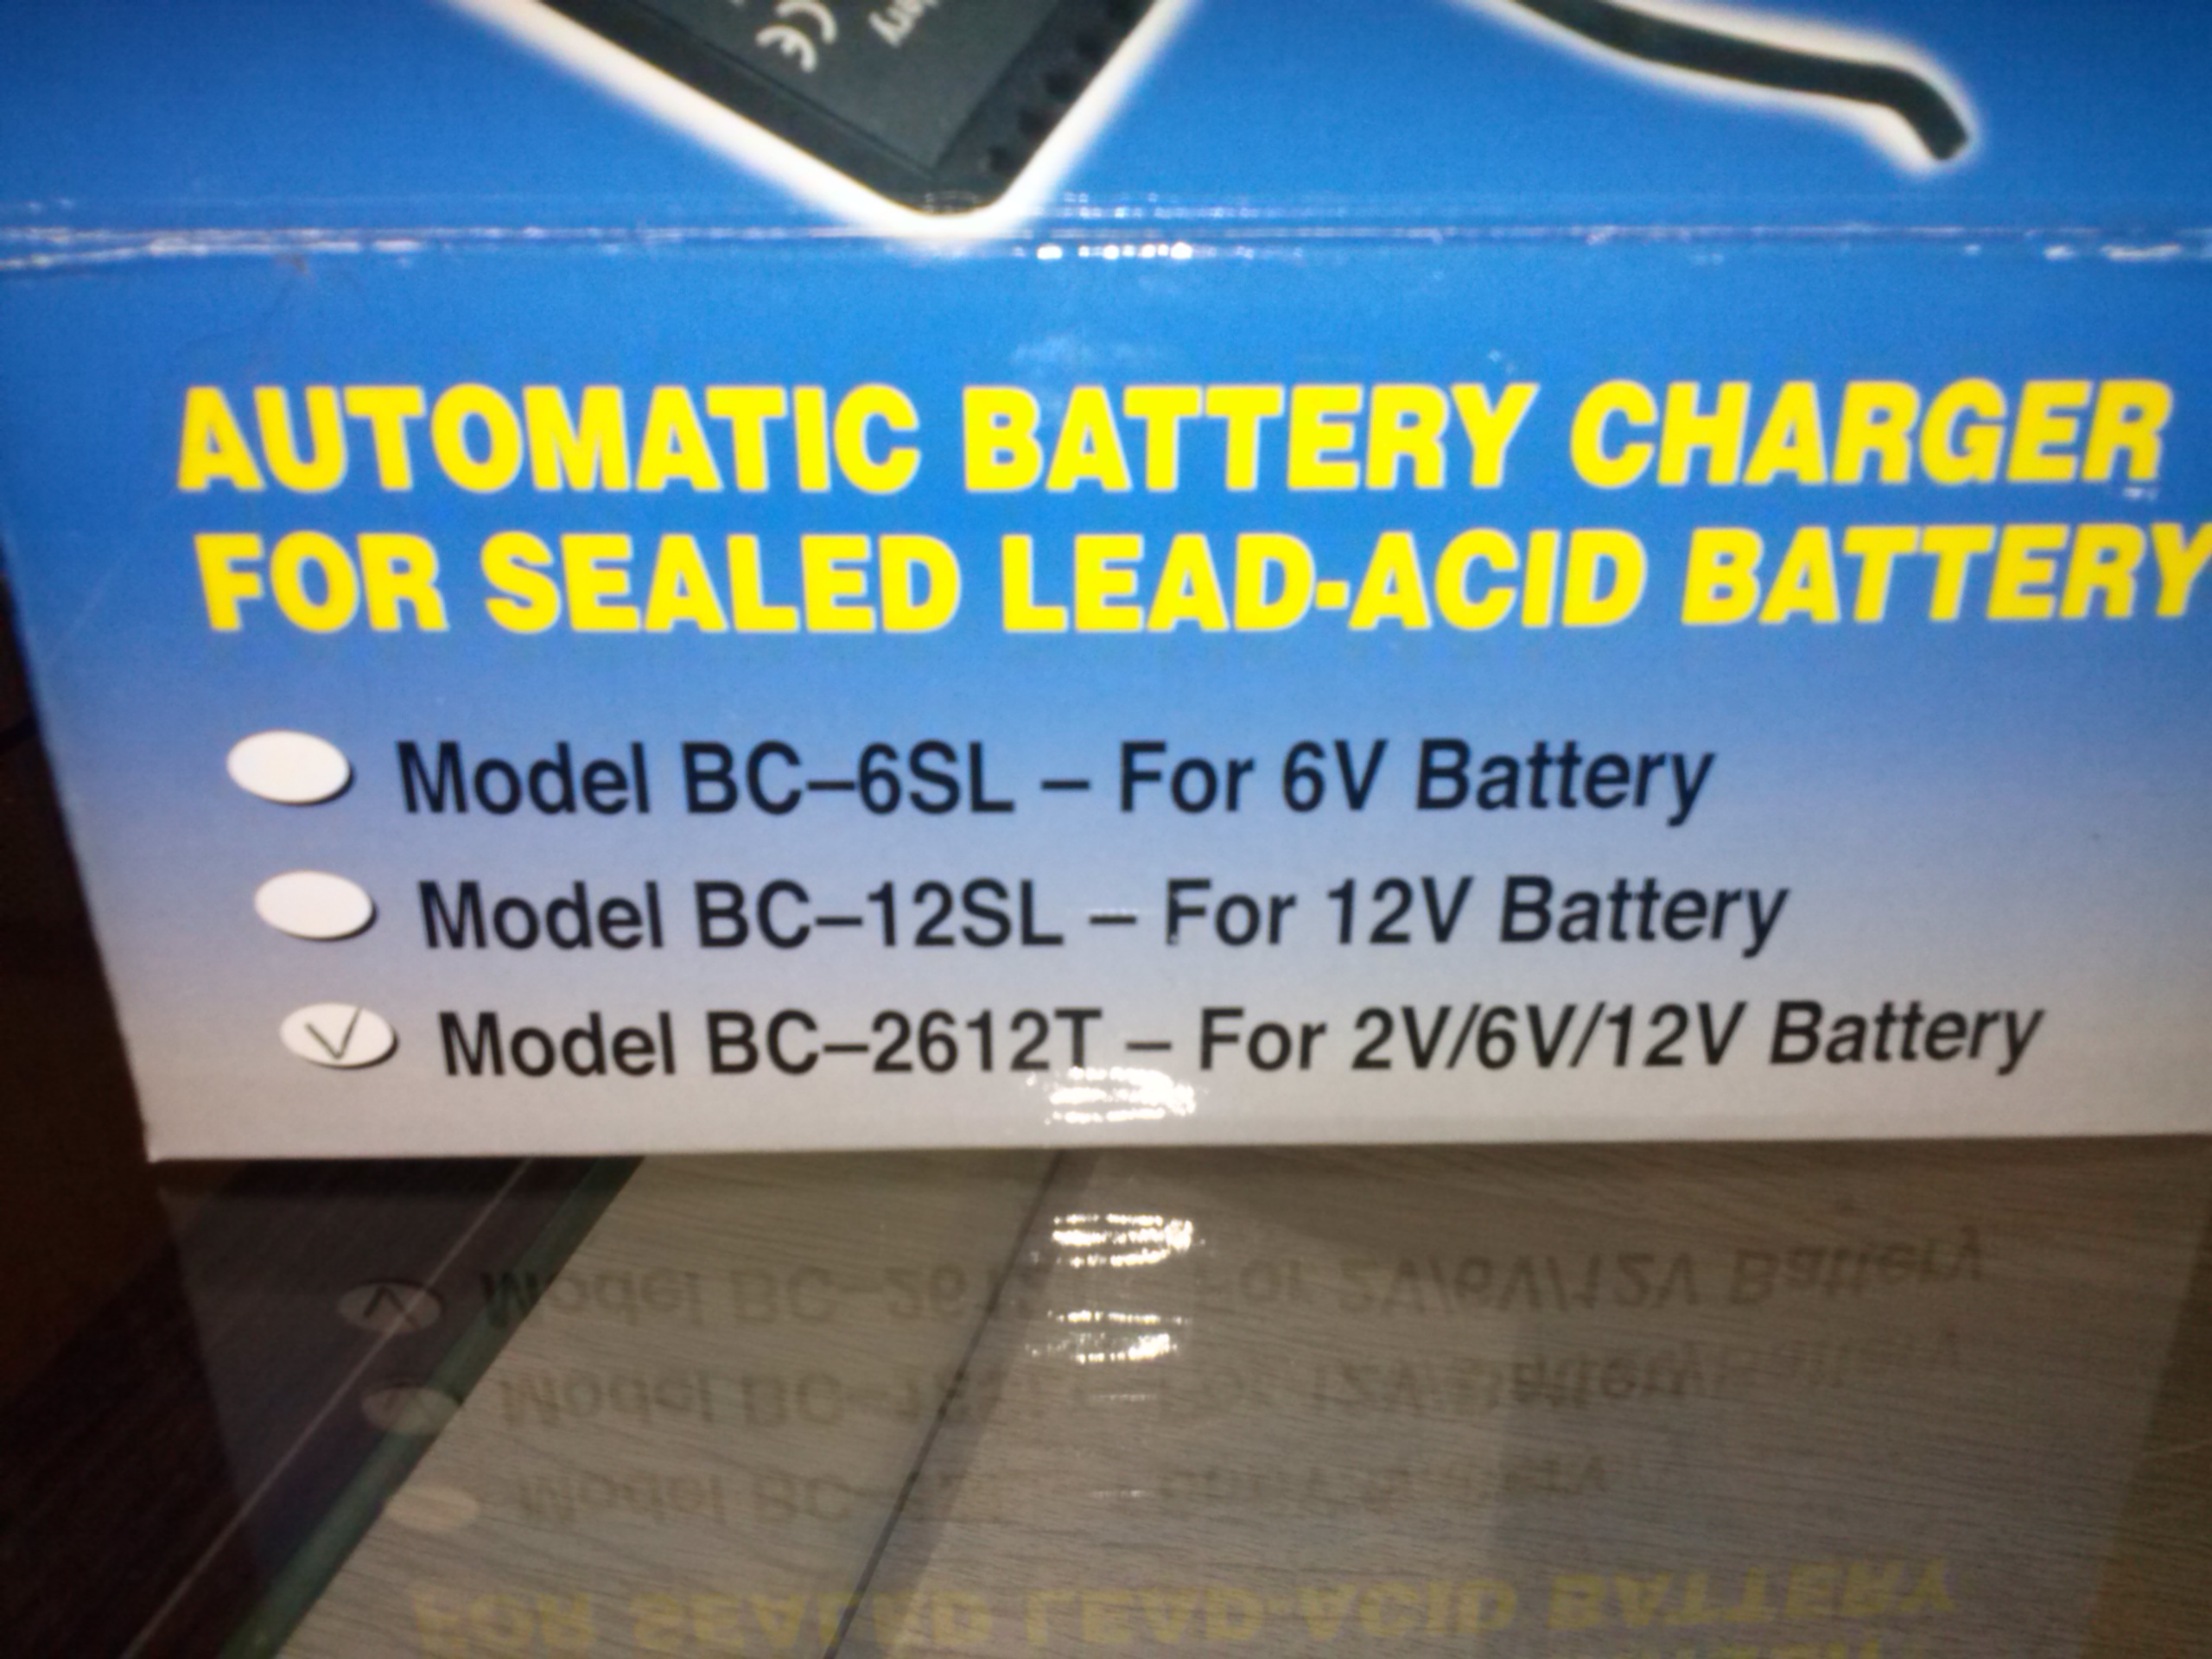 CE
AUTOMATIC BATTERY CHARGER
FOR SEALED LEAD-ACID BATTERY
Model BC–6SL – For 6V Battery
Model BC–12SL – For 12V Battery
Model BC–2612T – For 2V/6V/12V Battery